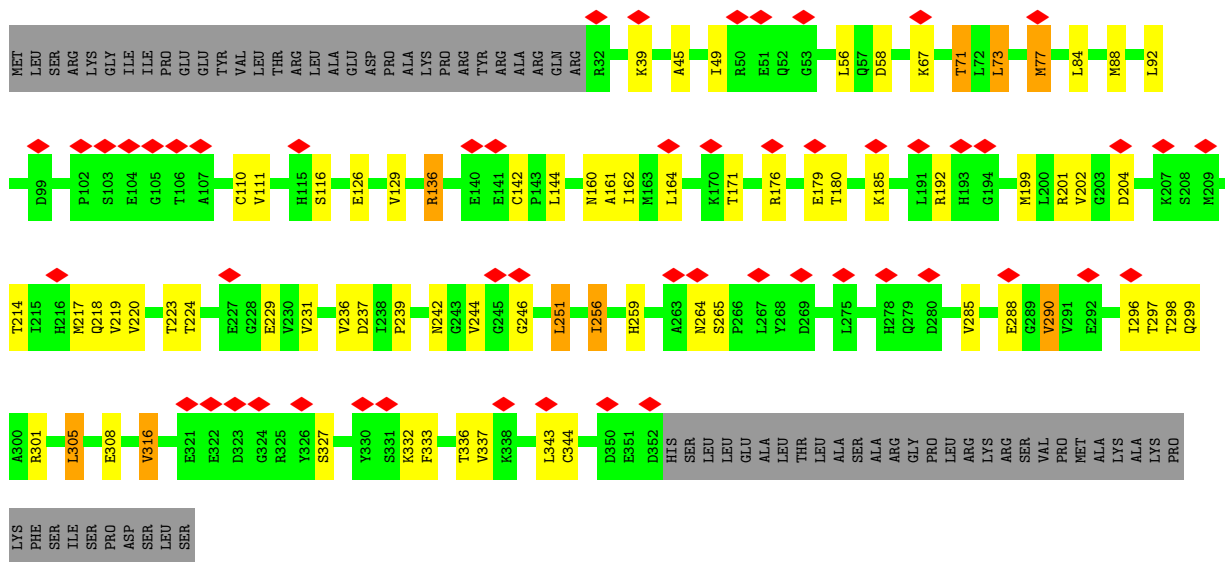 MET LEU SER ARG LYS GLY ILE ILE PRO GLU GLU TYR VAL LEU THR ARG LEU ALA GLU ASP PRO ALA LYS PRO ARG TYR ARG ALA ARG GLN ARG R32 K39 A45 I49 R50 E51 Q52 G53 L56 Q57 D58 K67 T71 L72 L73 M77 L84 M88 L92
D99 P102 S103 E104 G105 T106 A107 C110 V111 H115 S116 E126 V129 R136 E140 E141 C142 P143 L144 N160 A161 I162 M163 L164 K170 T171 R176 E179 T180 K185 L191 R192 H193 G194 M199 L200 R201 V202 G203 D204 K207 S208 M209
T214 I215 H216 M217 Q218 V219 V220 T223 T224 E227 G228 E229 V230 V231 V236 D237 I238 P239 N242 G243 V244 G245 G246 L251 I256 H259 A263 N264 S265 P266 L267 Y268 D269 L275 H278 Q279 D280 V285 E288 G289 V290 V291 E292 I296 T297 T298 Q299
A300 R301 L305 E308 V316 E321 E322 D323 G324 R325 Y326 S327 Y330 S331 K332 F333 T336 V337 K338 L343 C344 D350 E351 D352 HIS SER LEU LEU GLU ALA LEU THR LEU ALA SER ALA ARG GLY PRO LEU ARG LYS ARG SER VAL PRO MET ALA LYS ALA LYS PRO
LYS PHE SER ILE SER PRO ASP SER LEU SER